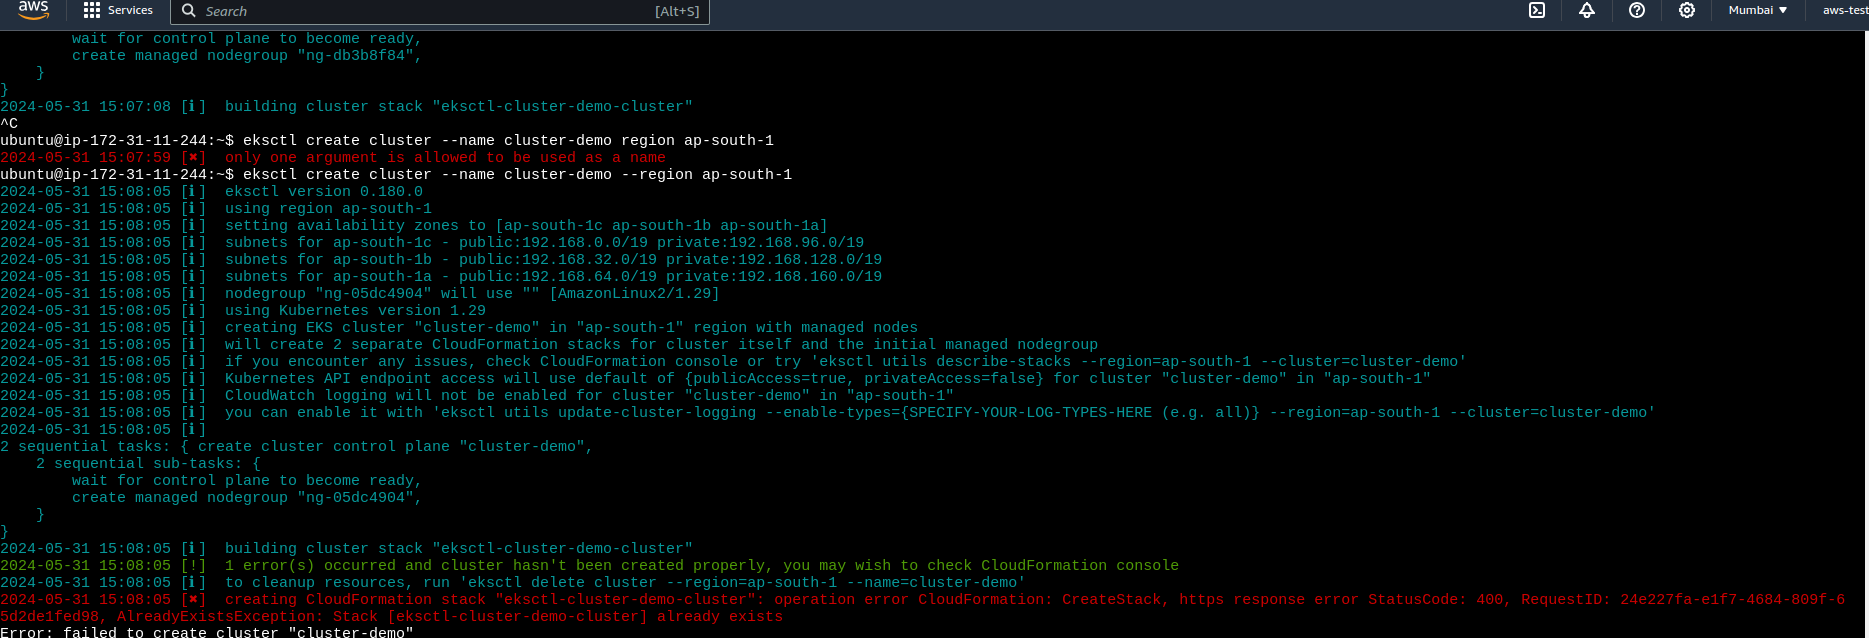 aws
Services
Search
[Alt+S]
Mumbai
aws-test
        wait for control plane to become ready,
        create managed nodegroup "ng-db3b8f84",
    }
}
2024-05-31 15:07:08 [ℹ]  building cluster stack "eksctl-cluster-demo-cluster"
^C
ubuntu@ip-172-31-11-244:~$ eksctl create cluster --name cluster-demo region ap-south-1
2024-05-31 15:07:59 [✖]  only one argument is allowed to be used as a name
ubuntu@ip-172-31-11-244:~$ eksctl create cluster --name cluster-demo --region ap-south-1
2024-05-31 15:08:05 [ℹ]  eksctl version 0.180.0
2024-05-31 15:08:05 [ℹ]  using region ap-south-1
2024-05-31 15:08:05 [ℹ]  setting availability zones to [ap-south-1c ap-south-1b ap-south-1a]
2024-05-31 15:08:05 [ℹ]  subnets for ap-south-1c - public:192.168.0.0/19 private:192.168.96.0/19
2024-05-31 15:08:05 [ℹ]  subnets for ap-south-1b - public:192.168.32.0/19 private:192.168.128.0/19
2024-05-31 15:08:05 [ℹ]  subnets for ap-south-1a - public:192.168.64.0/19 private:192.168.160.0/19
2024-05-31 15:08:05 [ℹ]  nodegroup "ng-05dc4904" will use "" [AmazonLinux2/1.29]
2024-05-31 15:08:05 [ℹ]  using Kubernetes version 1.29
2024-05-31 15:08:05 [ℹ]  creating EKS cluster "cluster-demo" in "ap-south-1" region with managed nodes
2024-05-31 15:08:05 [ℹ]  will create 2 separate CloudFormation stacks for cluster itself and the initial managed nodegroup
2024-05-31 15:08:05 [ℹ]  if you encounter any issues, check CloudFormation console or try 'eksctl utils describe-stacks --region=ap-south-1 --cluster=cluster-demo'
2024-05-31 15:08:05 [ℹ]  Kubernetes API endpoint access will use default of {publicAccess=true, privateAccess=false} for cluster "cluster-demo" in "ap-south-1"
2024-05-31 15:08:05 [ℹ]  CloudWatch logging will not be enabled for cluster "cluster-demo" in "ap-south-1"
2024-05-31 15:08:05 [ℹ]  you can enable it with 'eksctl utils update-cluster-logging --enable-types={SPECIFY-YOUR-LOG-TYPES-HERE (e.g. all)} --region=ap-south-1 --cluster=cluster-demo'
2024-05-31 15:08:05 [ℹ]
2 sequential tasks: { create cluster control plane "cluster-demo",
    2 sequential sub-tasks: {
        wait for control plane to become ready,
        create managed nodegroup "ng-05dc4904",
    }
}
2024-05-31 15:08:05 [ℹ]  building cluster stack "eksctl-cluster-demo-cluster"
2024-05-31 15:08:05 [!]  1 error(s) occurred and cluster hasn't been created properly, you may wish to check CloudFormation console
2024-05-31 15:08:05 [ℹ]  to cleanup resources, run 'eksctl delete cluster --region=ap-south-1 --name=cluster-demo'
2024-05-31 15:08:05 [✖]  creating CloudFormation stack "eksctl-cluster-demo-cluster": operation error CloudFormation: CreateStack, https response error StatusCode: 400, RequestID: 24e227fa-e1f7-4684-809f-6
5d2de1fed98, AlreadyExistsException: Stack [eksctl-cluster-demo-cluster] already exists
Error: failed to create cluster "cluster-demo"